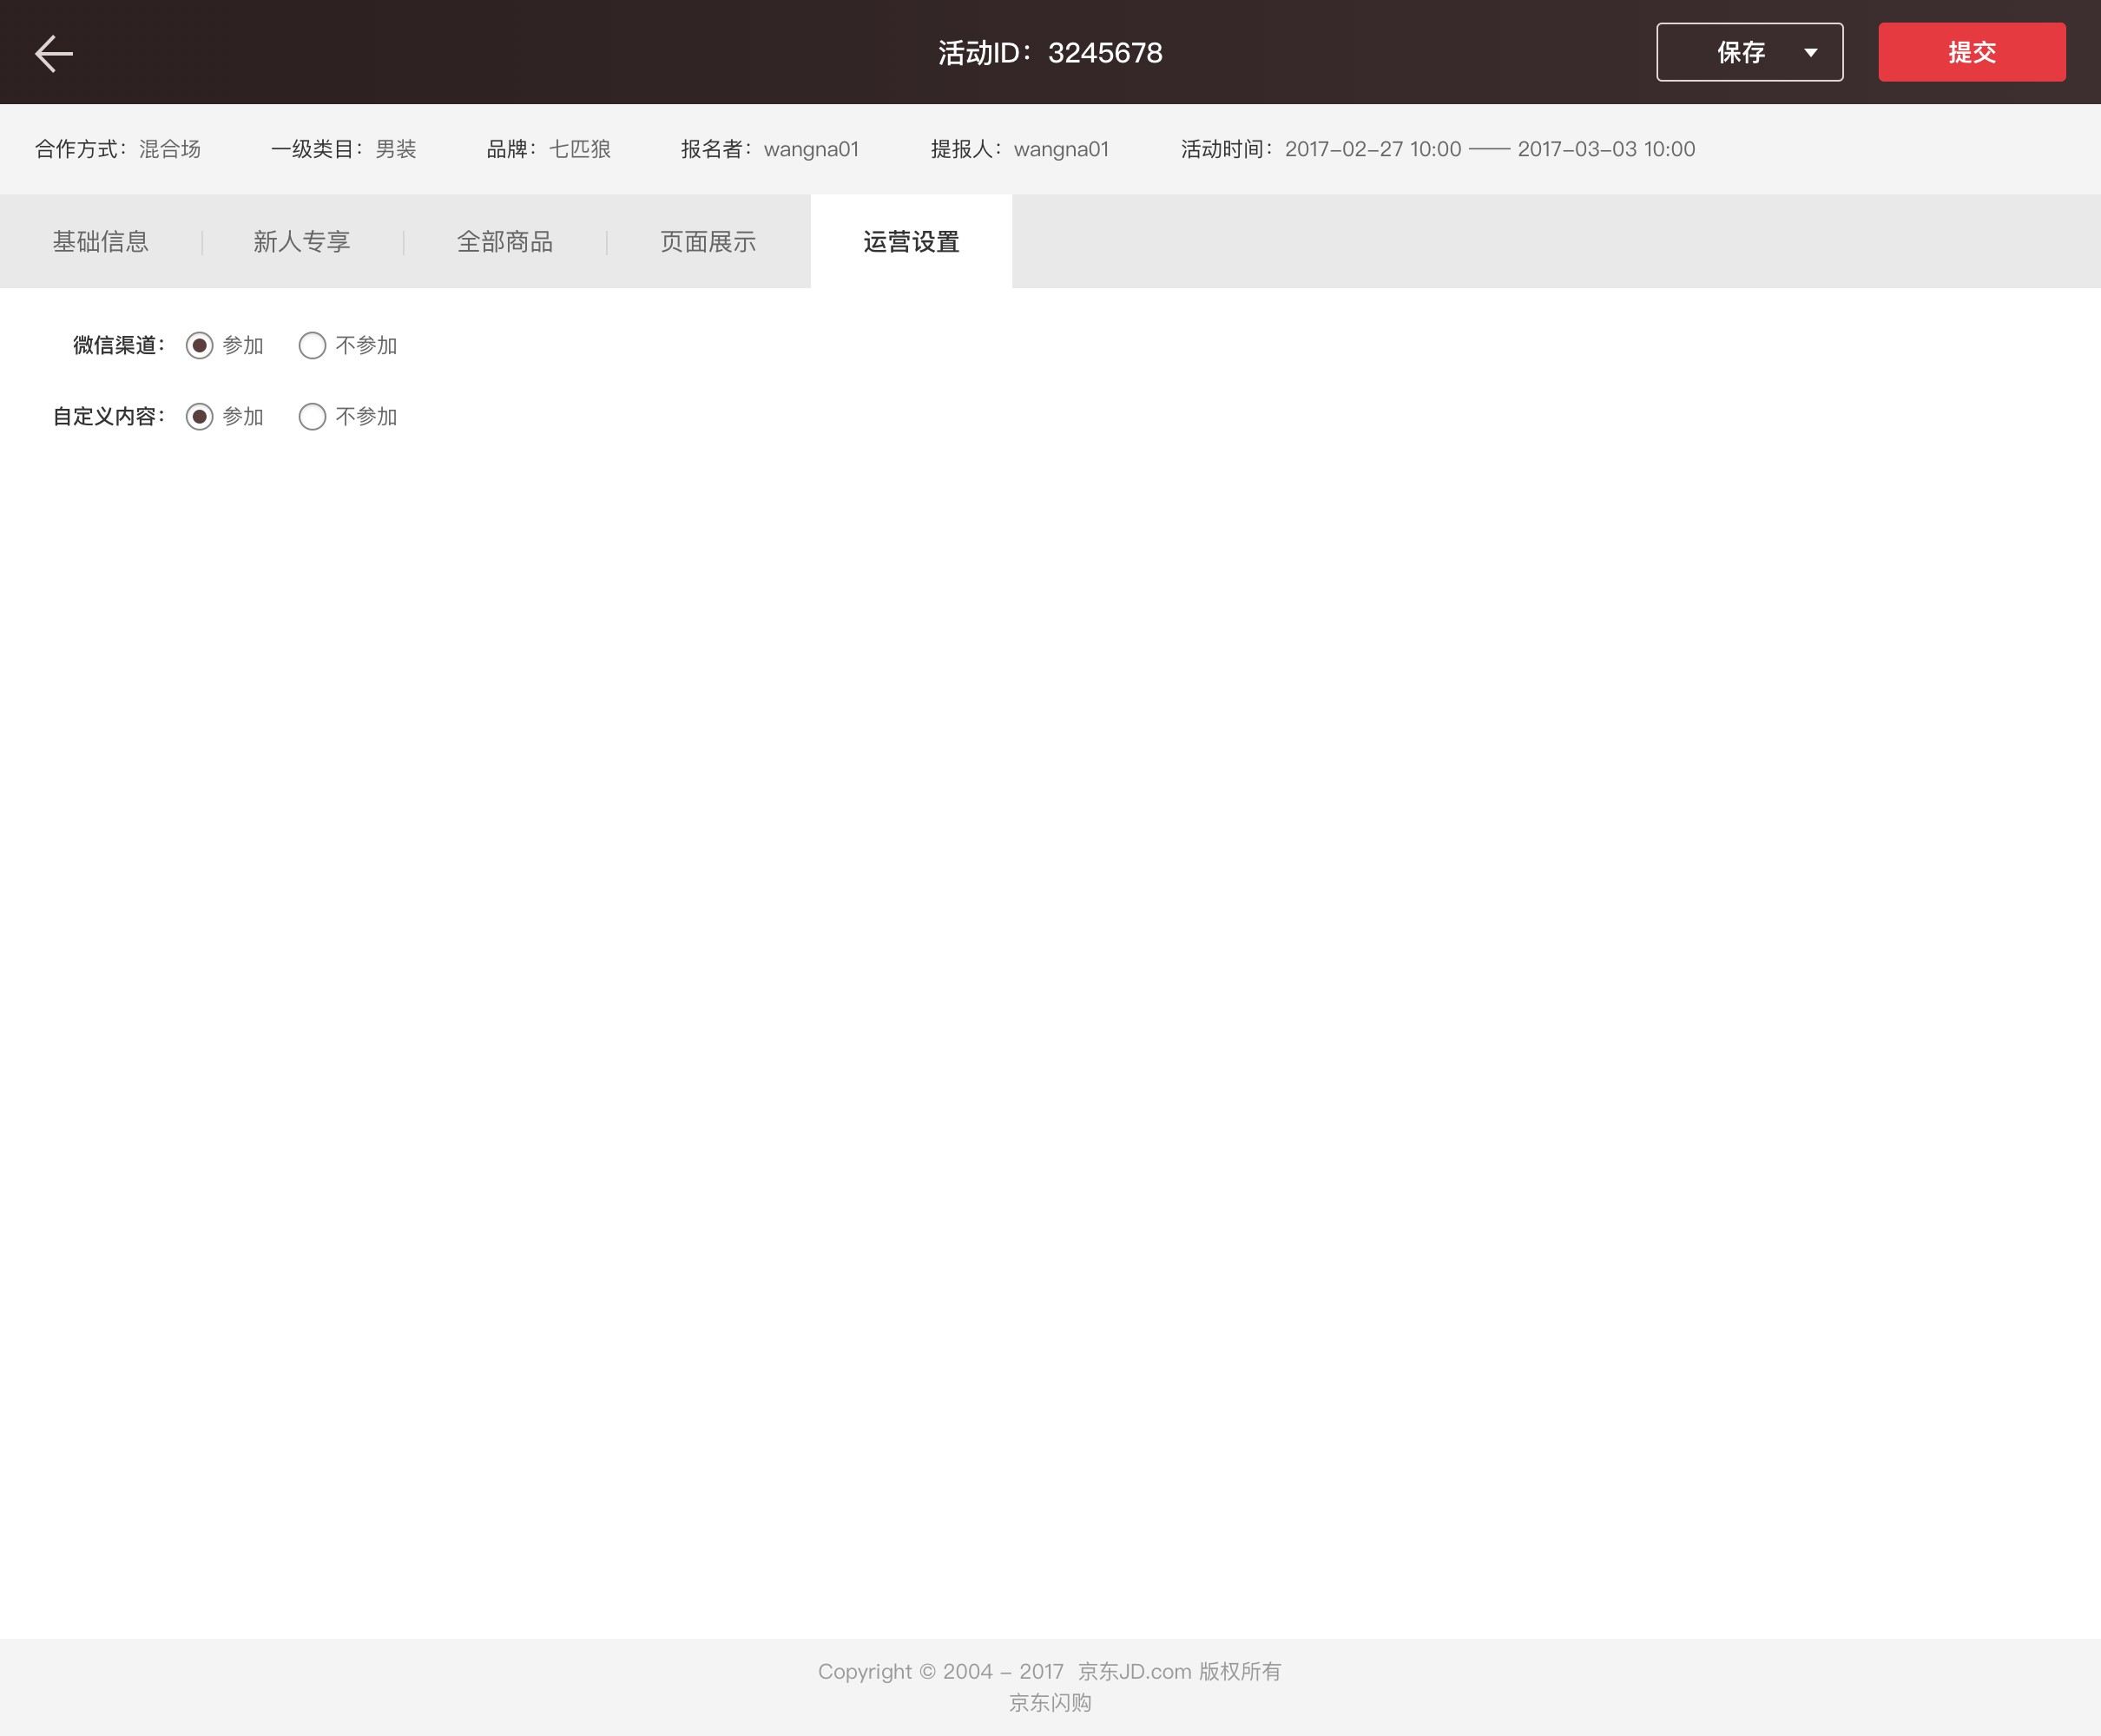 活动ID：3245678
保存
提交
合作方式：混合场 一级类目：男装 品牌：七匹狼 报名者：wangna01 提报人：wangna01 活动时间：2017-02-27 10:00 —— 2017-03-03 10:00
基础信息 新人专享 全部商品 页面展示 运营设置
微信渠道： 参加 不参加
自定义内容： 参加 不参加
Copyright © 2004 - 2017 京东JD.com 版权所有
京东闪购